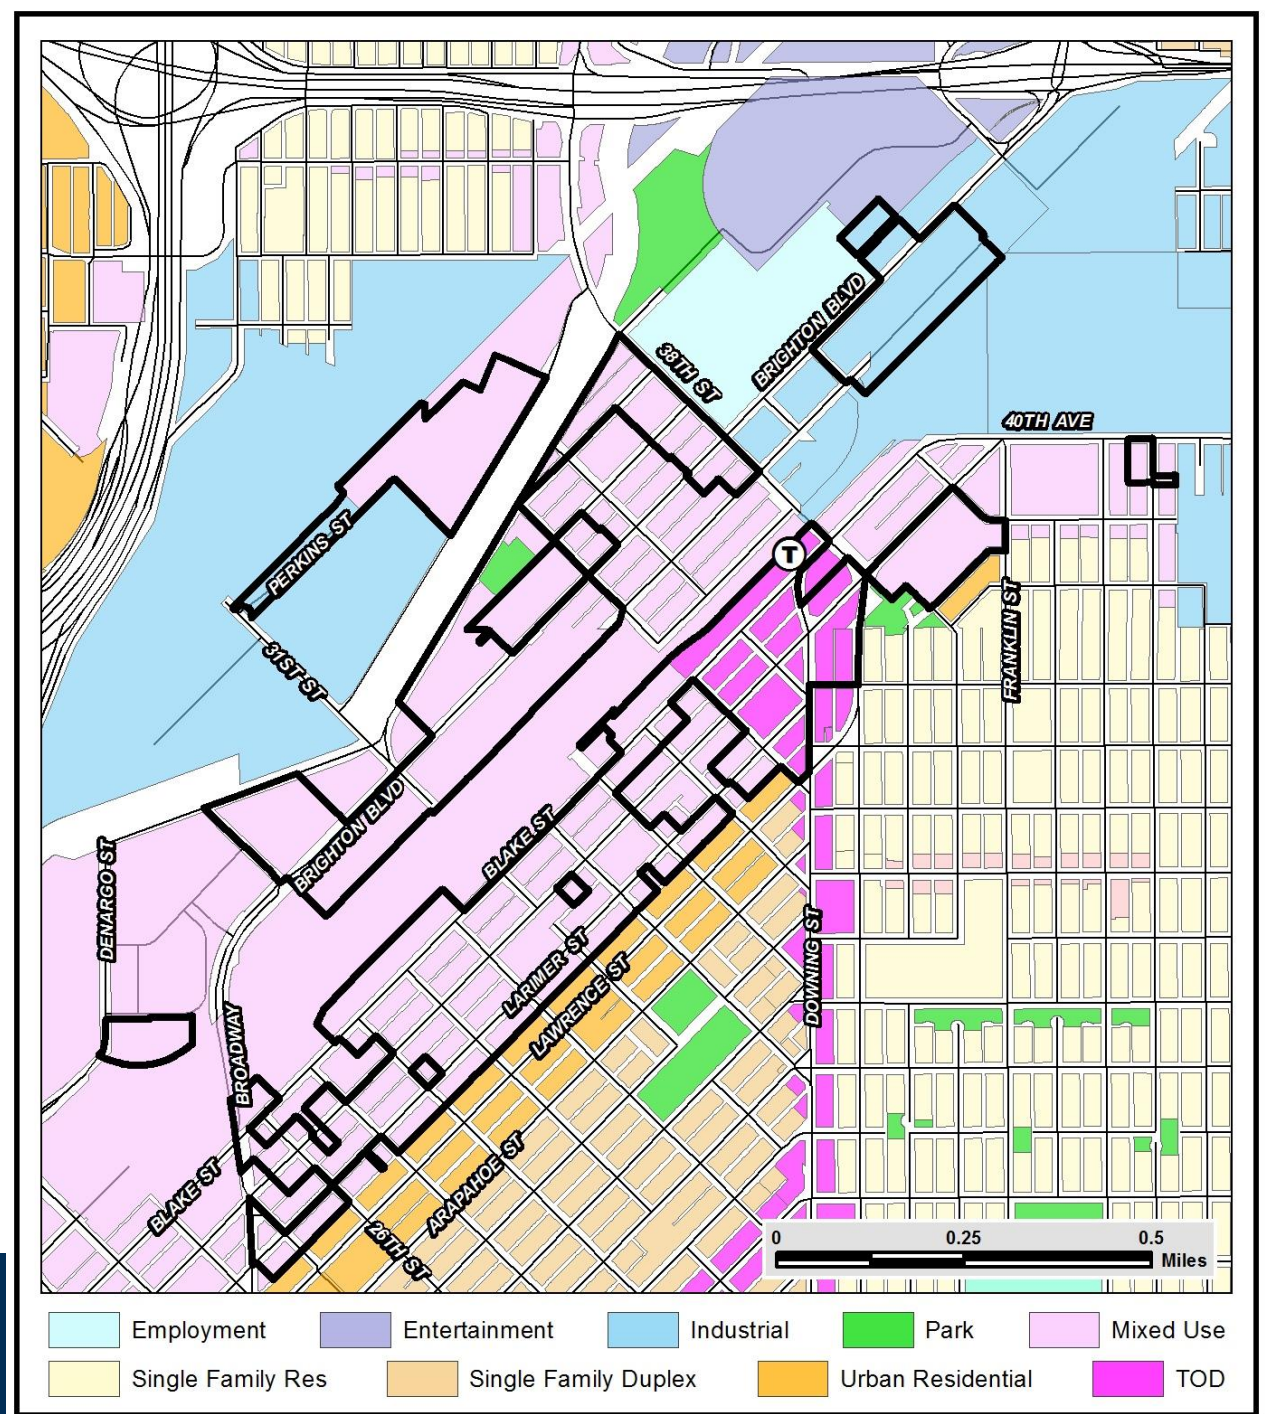 38TH ST
BRIGHTON BLVD
40TH AVE
T
PERKINS ST
FRANKLIN ST
31ST ST
BRIGHTON BLVD
BLAKE ST
DENARGO ST
LARIMER ST
DOWNING ST
LAWRENCE ST
BROADWAY
BLAKE ST
ARAPAHOE ST
26TH ST
0 0.25 0.5
Miles
Employment Entertainment Industrial Park Mixed Use
Single Family Res Single Family Duplex Urban Residential TOD